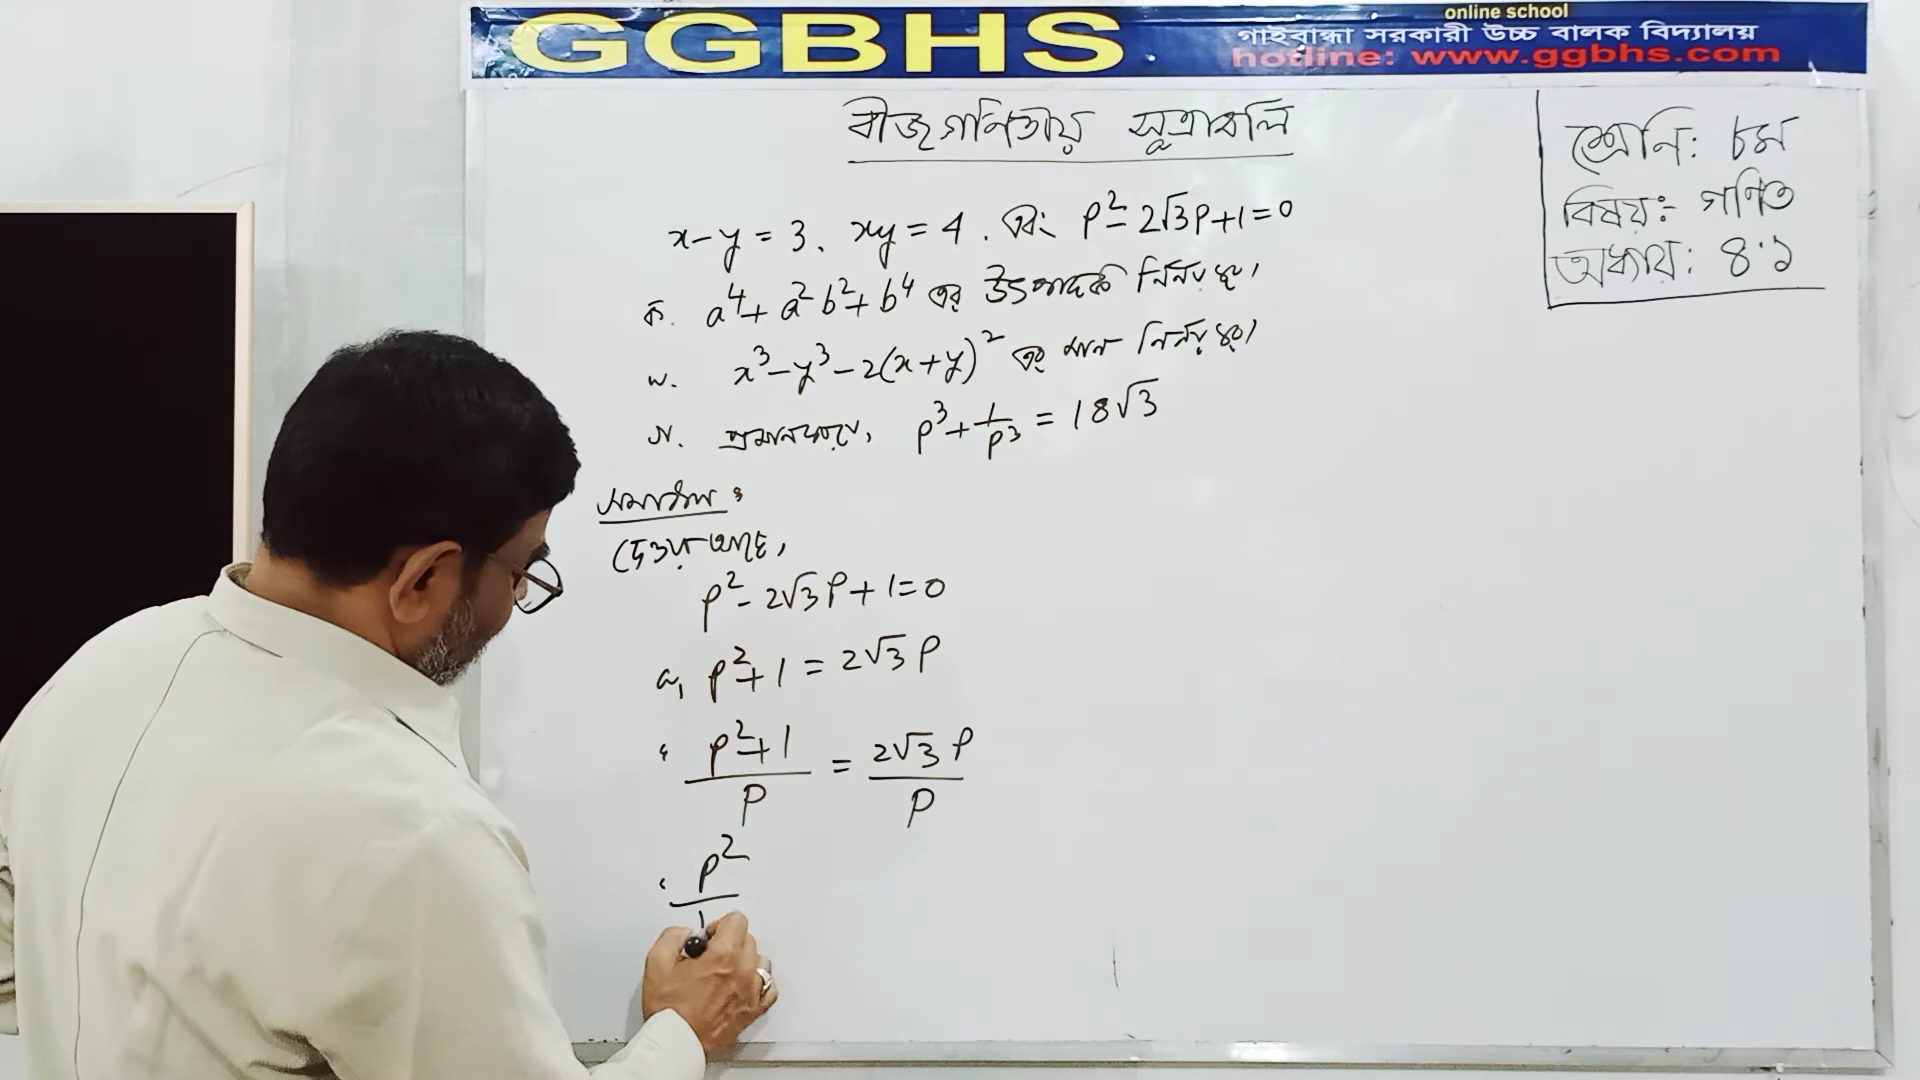 GGBHS
online school
গাইবান্ধা সরকারী উচ্চ বালক বিদ্যালয়
hotline: www.ggbhs.com
বীজগণিতীয় সূত্রাবলি
শ্রেনি: ৮ম
বিষয়:- গণিত
অধ্যায়: ৪.১
x-y=3, xy=4. এবং p²-2√3p+1=0
ক. a⁴+a²b²+b⁴ এর উৎপাদক নির্নয় কর।
খ. x³-y³-2(x+y)² এর মান নির্নয় কর।
গ. প্রমানকরযে, p³+1/p³=18√3
সমাধান:
দেওয়া আছে,
p²-2√3p+1=0
বা, p²+1=2√3p
" (p²+1)/p = 2√3p/p
" p²/